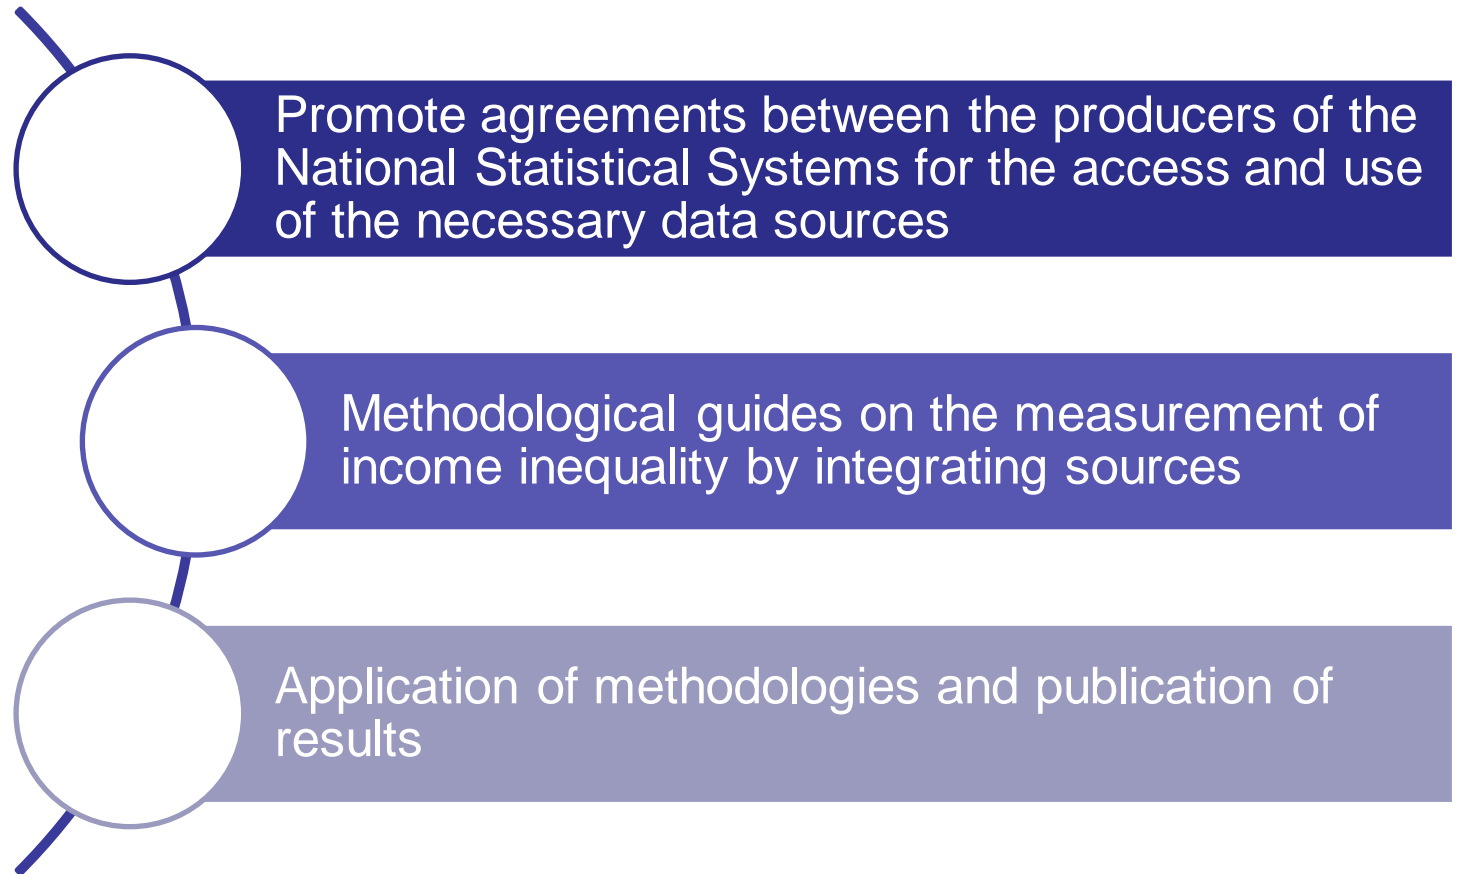 Promote agreements between the producers of the
National Statistical Systems for the access and use
of the necessary data sources
Methodological guides on the measurement of
income inequality by integrating sources
Application of methodologies and publication of
results